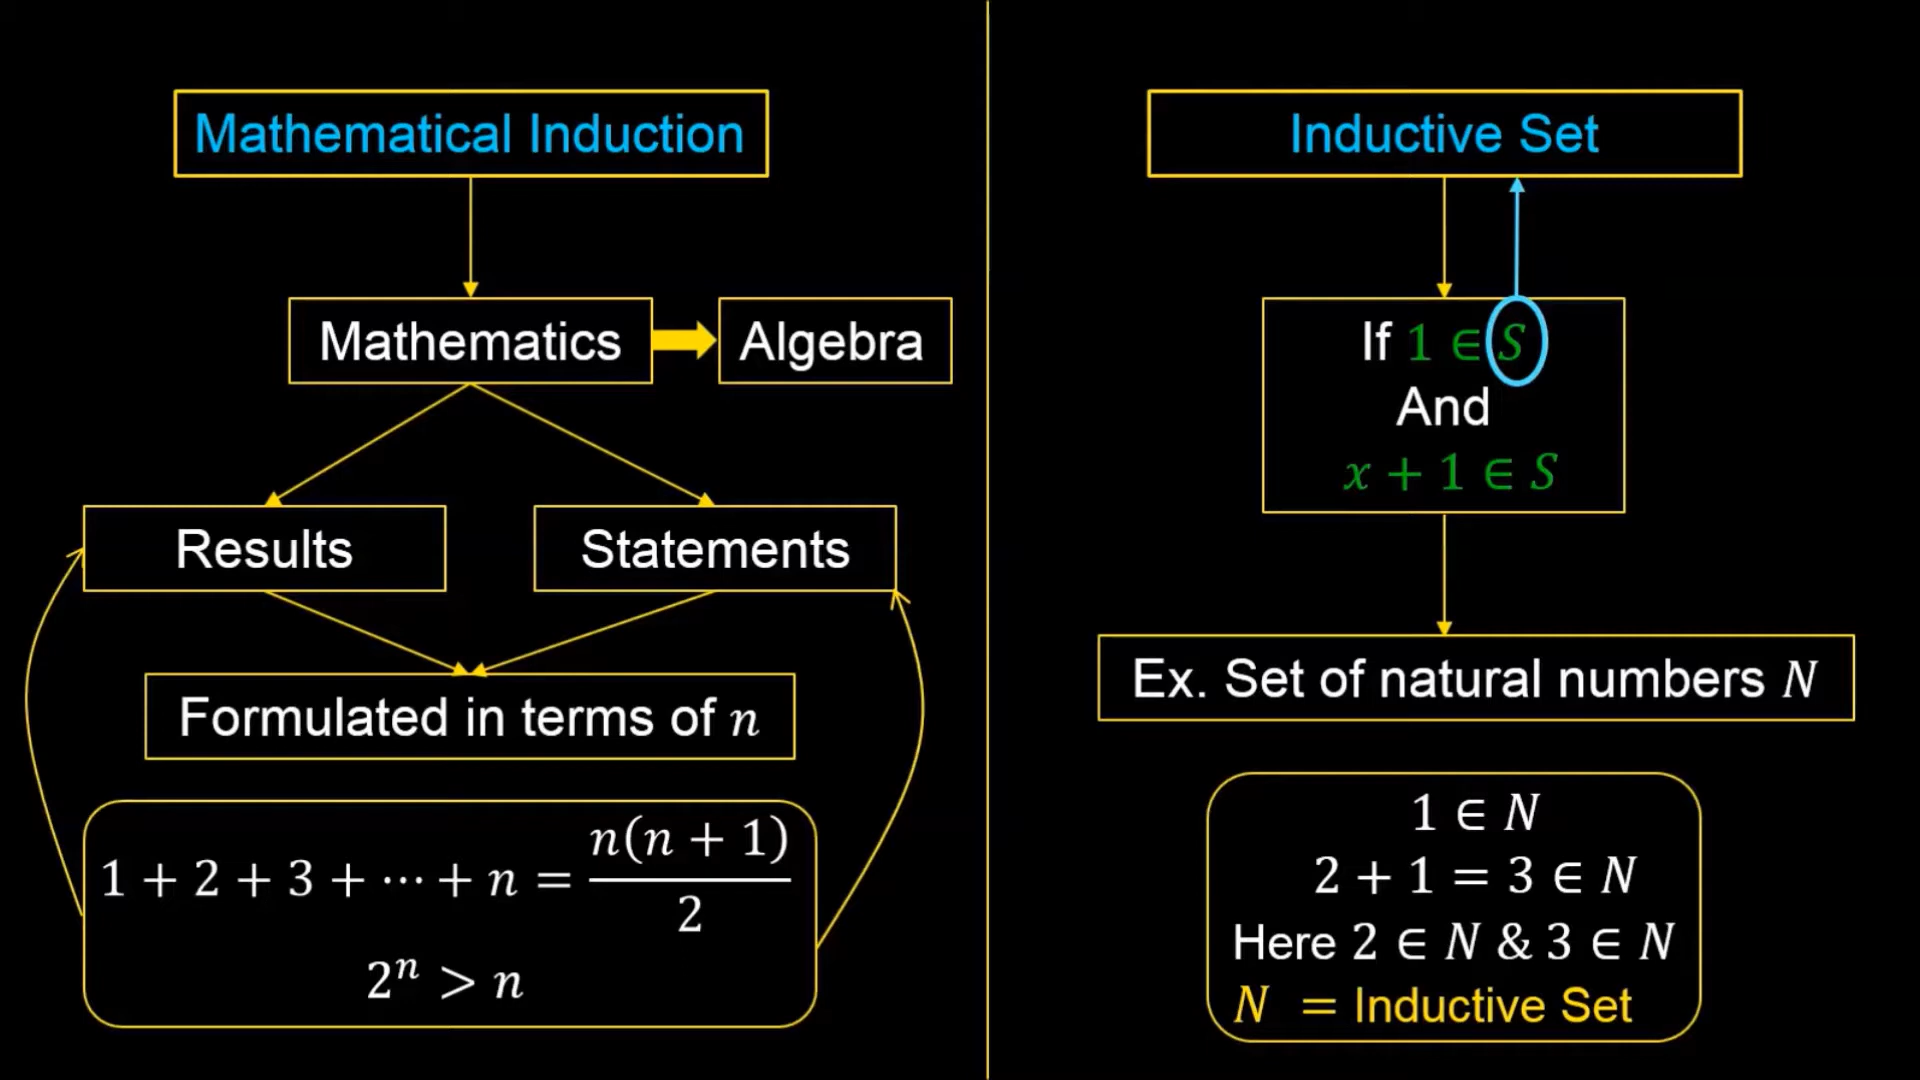 Mathematical Induction
Mathematics
Algebra
Results
Statements
Formulated in terms of n
1 + 2 + 3 + ⋯ + n = n(n + 1)/2
2ⁿ > n
Inductive Set
If 1 ∈ S
And
x + 1 ∈ S
Ex. Set of natural numbers N
1 ∈ N
2 + 1 = 3 ∈ N
Here 2 ∈ N & 3 ∈ N
N = Inductive Set